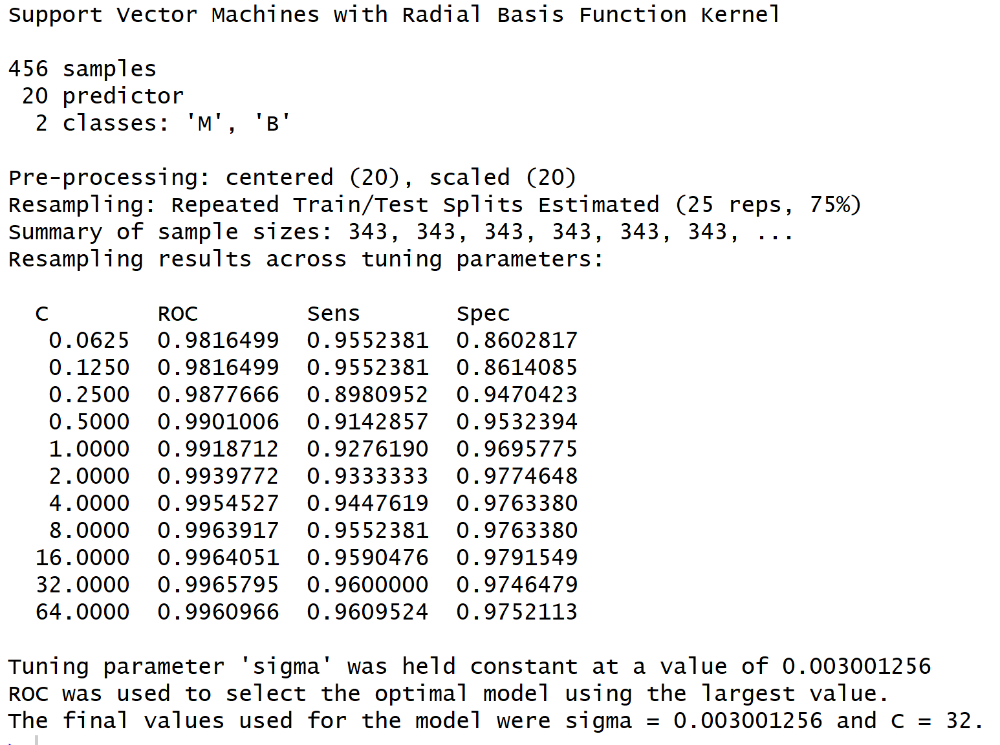 Support Vector Machines with Radial Basis Function Kernel

456 samples
 20 predictor
  2 classes: 'M', 'B'

Pre-processing: centered (20), scaled (20)
Resampling: Repeated Train/Test Splits Estimated (25 reps, 75%)
Summary of sample sizes: 343, 343, 343, 343, 343, 343, ...
Resampling results across tuning parameters:

  C        ROC        Sens       Spec
   0.0625  0.9816499  0.9552381  0.8602817
   0.1250  0.9816499  0.9552381  0.8614085
   0.2500  0.9877666  0.8980952  0.9470423
   0.5000  0.9901006  0.9142857  0.9532394
   1.0000  0.9918712  0.9276190  0.9695775
   2.0000  0.9939772  0.9333333  0.9774648
   4.0000  0.9954527  0.9447619  0.9763380
   8.0000  0.9963917  0.9552381  0.9763380
  16.0000  0.9964051  0.9590476  0.9791549
  32.0000  0.9965795  0.9600000  0.9746479
  64.0000  0.9960966  0.9609524  0.9752113

Tuning parameter 'sigma' was held constant at a value of 0.003001256
ROC was used to select the optimal model using the largest value.
The final values used for the model were sigma = 0.003001256 and C = 32.